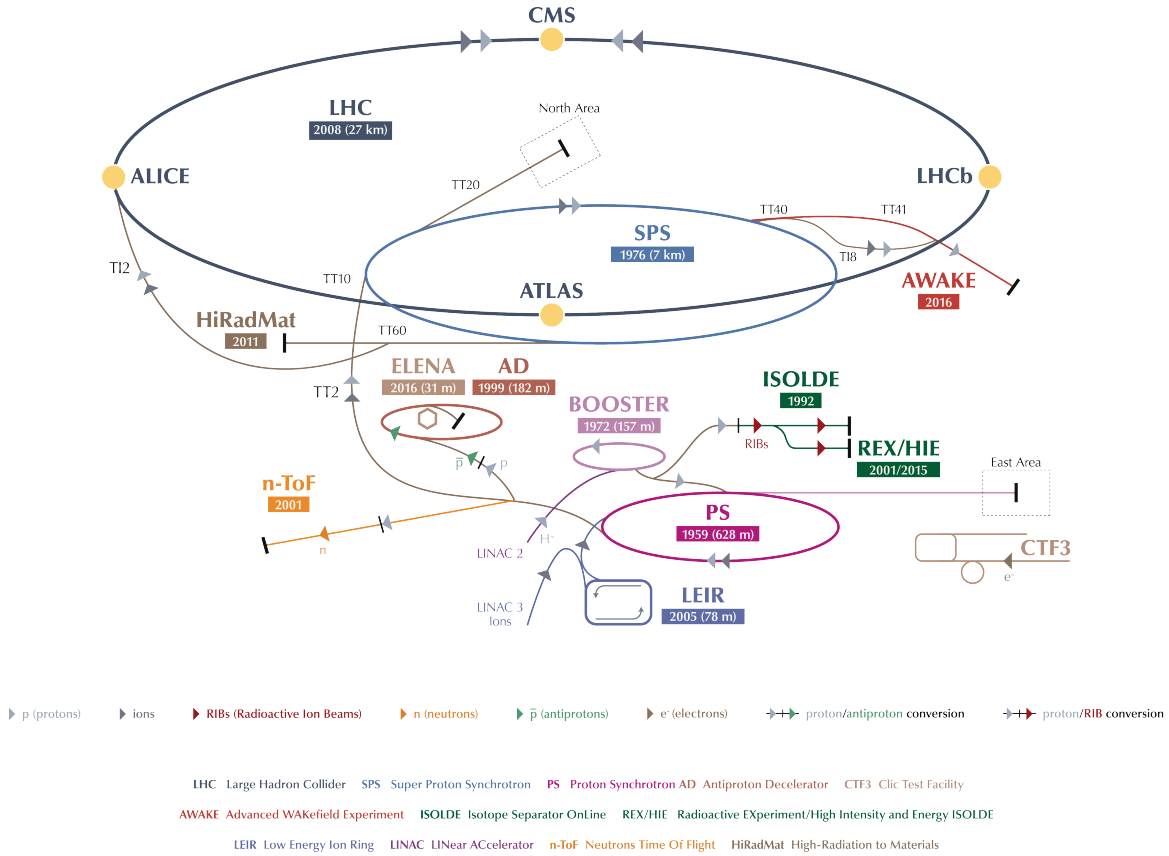 CMS
LHC
2008 (27 km)
North Area
ALICE
LHCb
TT20
TT40
TT41
SPS
1976 (7 km)
TI8
TI2
TT10
AWAKE
2016
ATLAS
HiRadMat
2011
TT60
ELENA
2016 (31 m)
AD
1999 (182 m)
TT2
ISOLDE
1992
BOOSTER
1972 (157 m)
RIBs
REX/HIE
2001/2015
p̅
p
East Area
n-ToF
2001
n
PS
1959 (628 m)
H⁻
LINAC 2
CTF3
e⁻
LEIR
2005 (78 m)
LINAC 3
Ions
p (protons) ions RIBs (Radioactive Ion Beams) n (neutrons) p̅ (antiprotons) e⁻ (electrons) proton/antiproton conversion proton/RIB conversion
LHC Large Hadron Collider SPS Super Proton Synchrotron PS Proton Synchrotron AD Antiproton Decelerator CTF3 Clic Test Facility
AWAKE Advanced WAKefield Experiment ISOLDE Isotope Separator OnLine REX/HIE Radioactive EXperiment/High Intensity and Energy ISOLDE
LEIR Low Energy Ion Ring LINAC LINear ACcelerator n-ToF Neutrons Time Of Flight HiRadMat High-Radiation to Materials